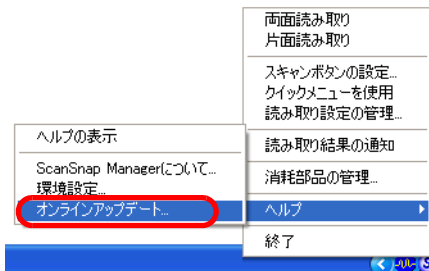 両面読み取り
片面読み取り
スキャンボタンの設定...
クイックメニューを使用
読み取り設定の管理...
読み取り結果の通知
消耗部品の管理...
ヘルプ
終了
ヘルプの表示
ScanSnap Managerについて...
環境設定...
オンラインアップデート...